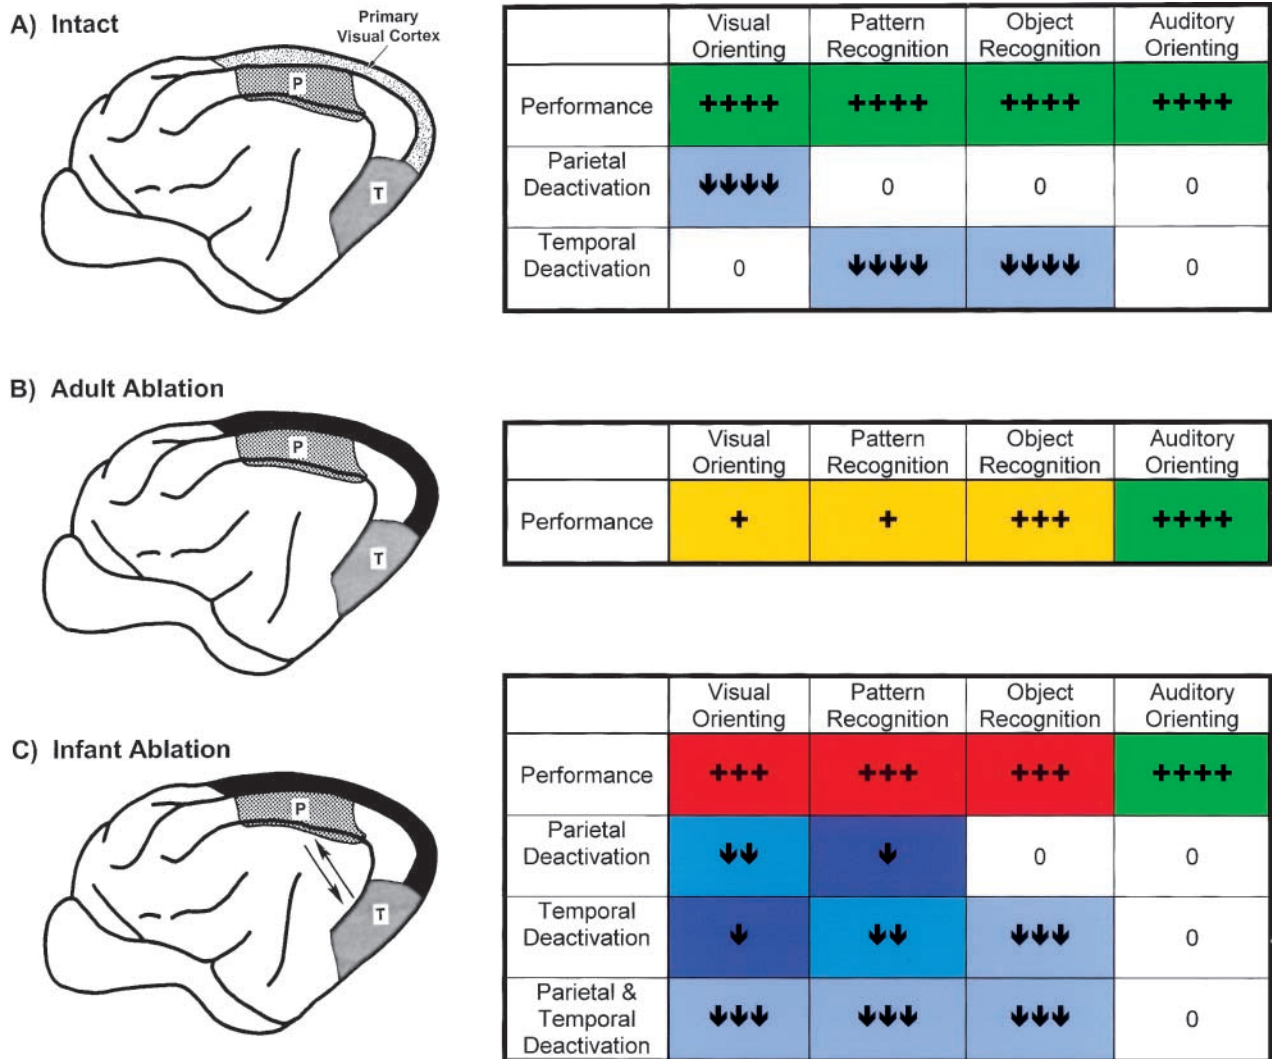 A) Intact
Primary
Visual Cortex
P
T
Visual Orienting Pattern Recognition Object Recognition Auditory Orienting
Performance ++++ ++++ ++++ ++++
Parietal Deactivation ↓↓↓↓ 0 0 0
Temporal Deactivation 0 ↓↓↓↓ ↓↓↓↓ 0
B) Adult Ablation
P
T
Visual Orienting Pattern Recognition Object Recognition Auditory Orienting
Performance + + +++ ++++
C) Infant Ablation
P
T
Visual Orienting Pattern Recognition Object Recognition Auditory Orienting
Performance +++ +++ +++ ++++
Parietal Deactivation ↓↓ ↓ 0 0
Temporal Deactivation ↓ ↓↓ ↓↓↓ 0
Parietal & Temporal Deactivation ↓↓↓ ↓↓↓ ↓↓↓ 0